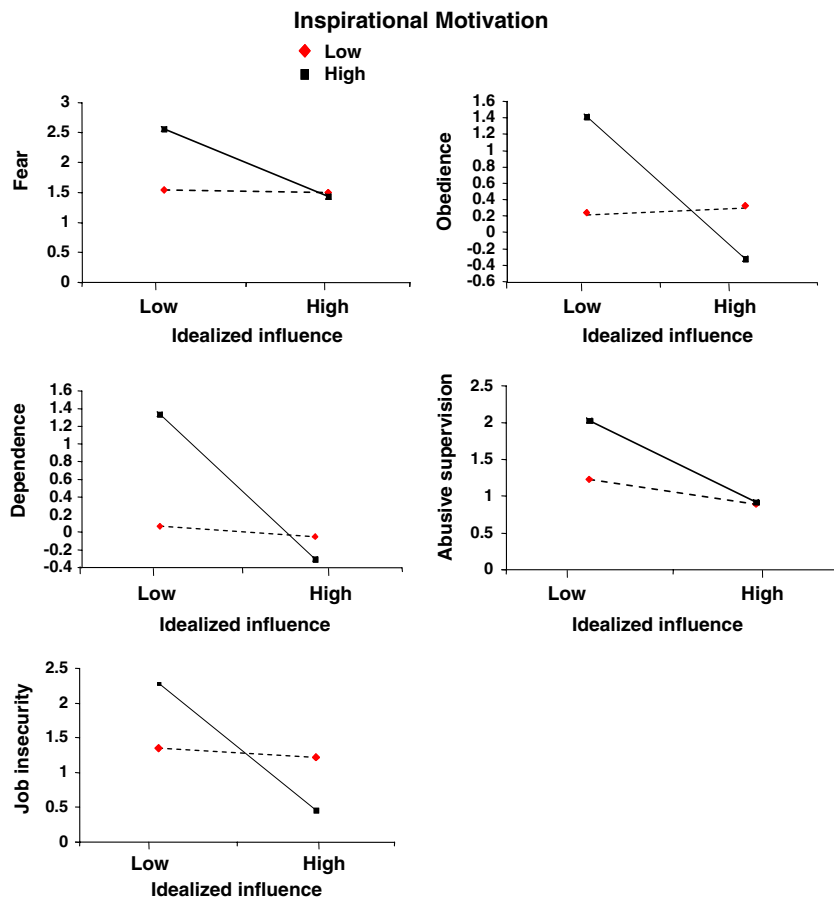 Inspirational Motivation
Low
High
3
2.5
2
1.5
1
0.5
0
Fear
Low
High
Idealized influence
1.6
1.4
1.2
1
0.8
0.6
0.4
0.2
0
-0.2
-0.4
-0.6
Obedience
Low
High
Idealized influence
1.6
1.4
1.2
1
0.8
0.6
0.4
0.2
0
-0.2
-0.4
Dependence
Low
High
Idealized influence
2.5
2
1.5
1
0.5
0
Abusive supervision
Low
High
Idealized influence
2.5
2
1.5
1
0.5
0
Job insecurity
Low
High
Idealized influence